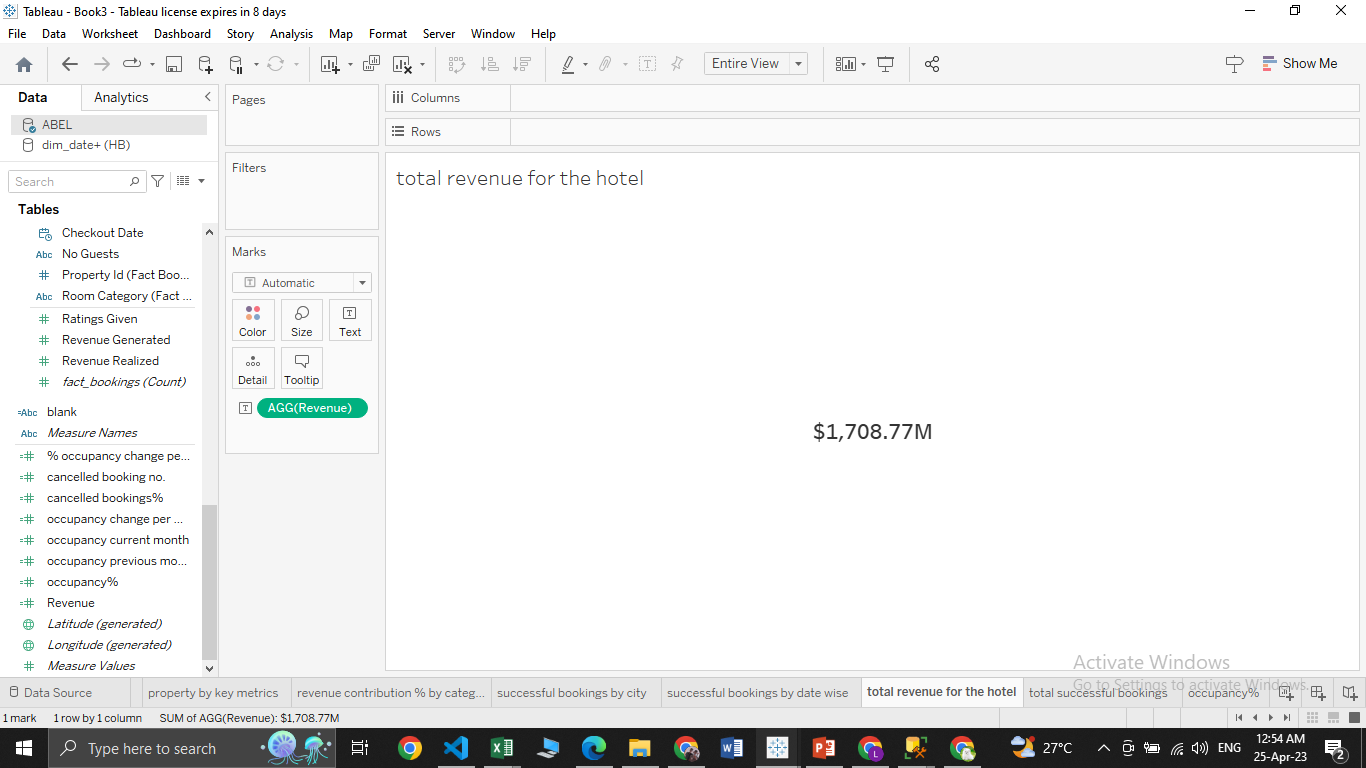 Tableau - Book3 - Tableau license expires in 8 days
File Data Worksheet Dashboard Story Analysis Map Format Server Window Help
Entire View
Show Me
Data Analytics
ABEL
dim_date+ (HB)
Search
Tables
Checkout Date
Abc No Guests
Property Id (Fact Boo...
Abc Room Category (Fact ...
Ratings Given
Revenue Generated
Revenue Realized
fact_bookings (Count)
=Abc blank
Abc Measure Names
% occupancy change pe...
cancelled booking no.
cancelled bookings%
occupancy change per ...
occupancy current month
occupancy previous mo...
occupancy%
Revenue
Latitude (generated)
Longitude (generated)
Measure Values
Pages
Filters
Marks
Automatic
Color Size Text
Detail Tooltip
AGG(Revenue)
Columns
Rows
total revenue for the hotel
$1,708.77M
Activate Windows
Go to Settings to activate Windows.
Data Source property by key metrics revenue contribution % by categ... successful bookings by city successful bookings by date wise total revenue for the hotel total successful bookings occupancy%
1 mark 1 row by 1 column SUM of AGG(Revenue): $1,708.77M
Type here to search
27°C
ENG
12:54 AM
25-Apr-23
2